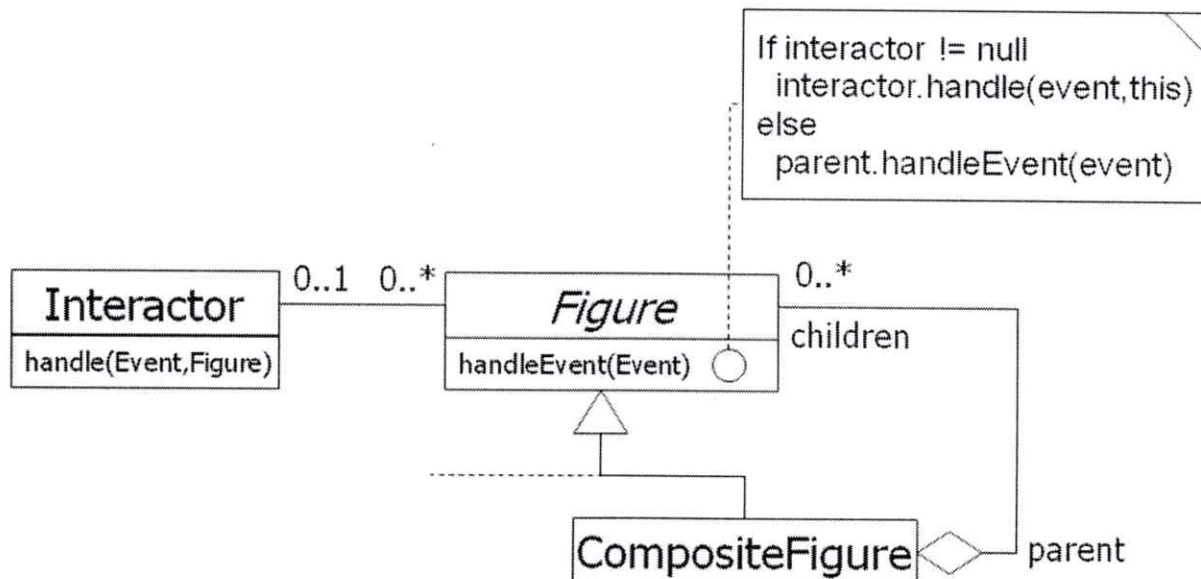 If interactor != null
interactor.handle(event,this)
else
parent.handleEvent(event)
Interactor
handle(Event,Figure)
0..1 0..*
Figure
handleEvent(Event)
0..*
children
CompositeFigure
parent